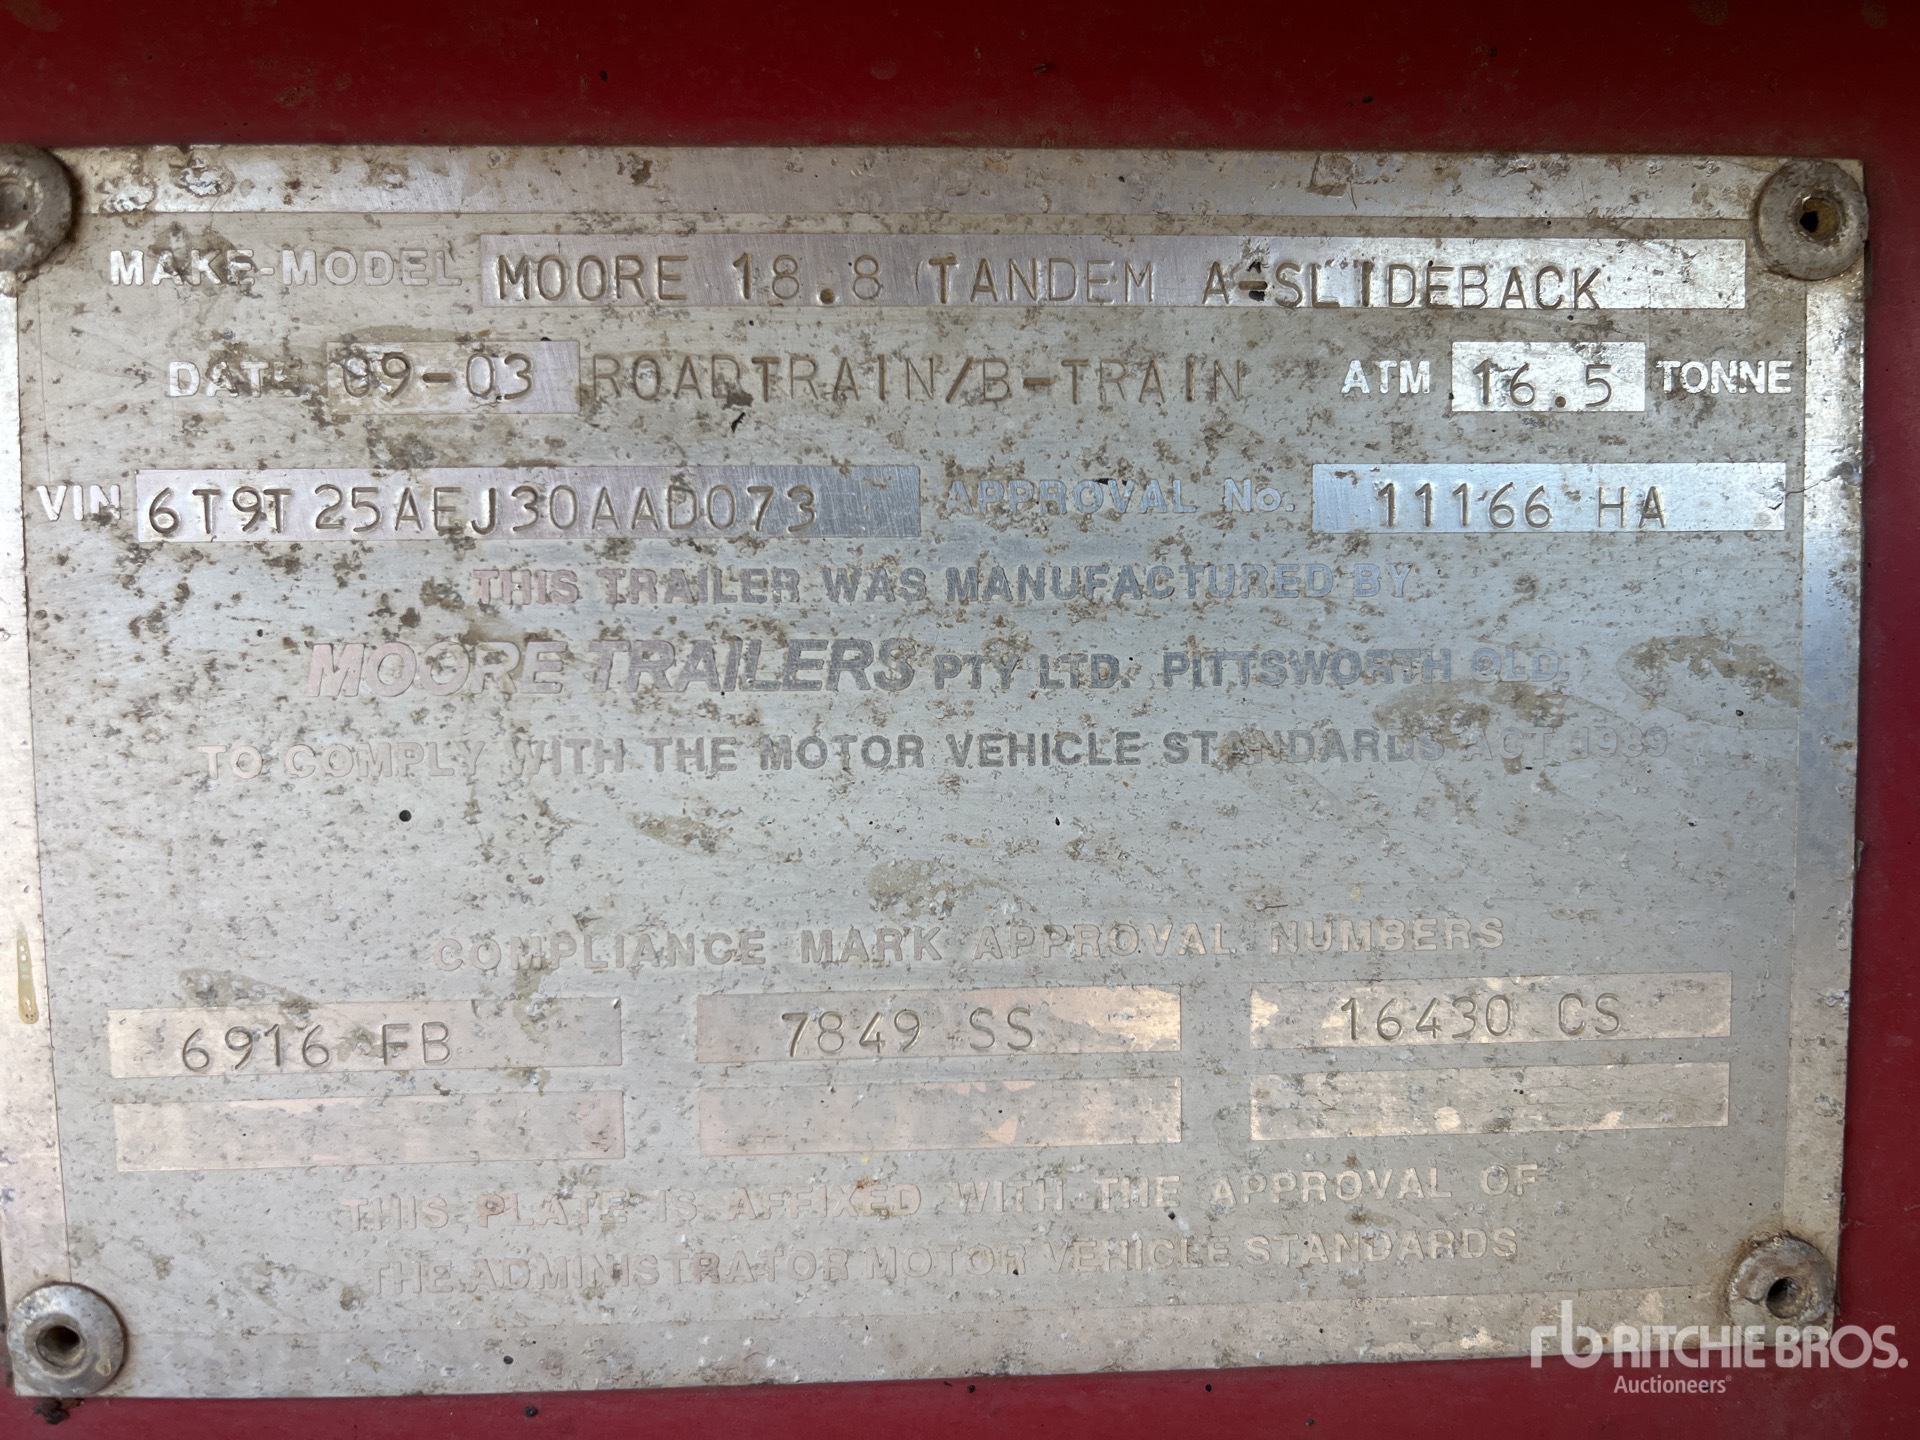 MAKE-MODEL MOORE 18.8 TANDEM A-SLIDEBACK
DATE 09-03 ROADTRAIN/B-TRAIN ATM 16.5 TONNE
VIN 6T9T25AEJ30AAD073 APPROVAL No. 11166 HA
THIS TRAILER WAS MANUFACTURED BY
MOORE TRAILERS PTY LTD. PITTSWORTH QLD.
TO COMPLY WITH THE MOTOR VEHICLE STANDARDS ACT 1989
COMPLIANCE MARK APPROVAL NUMBERS
6916 FB 7849 SS 16430 CS
THIS PLATE IS AFFIXED WITH THE APPROVAL OF
THE ADMINISTRATOR MOTOR VEHICLE STANDARDS
rb RITCHIE BROS.
Auctioneers